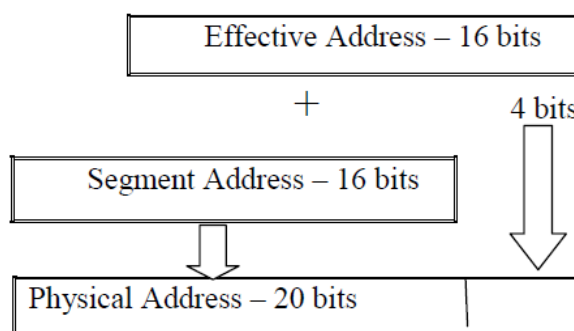 Effective Address – 16 bits
+
4 bits
Segment Address – 16 bits
Physical Address – 20 bits